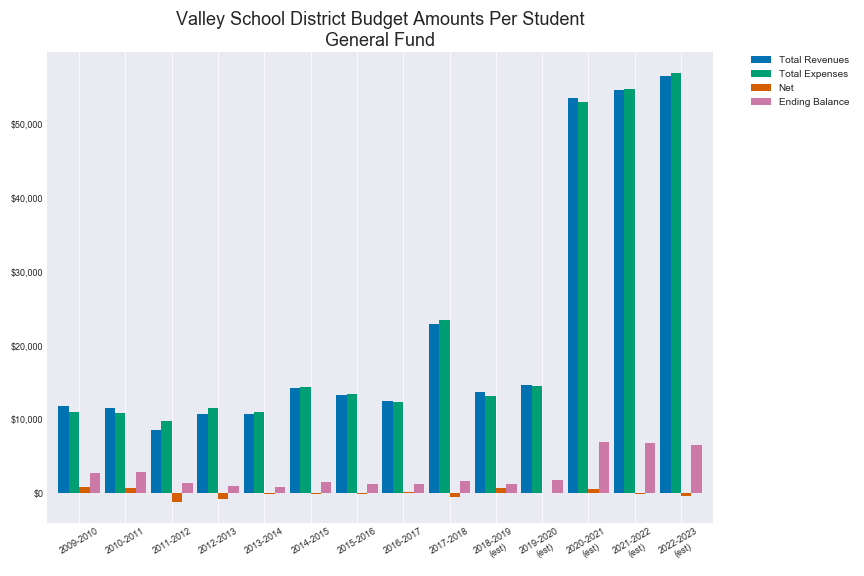 Valley School District Budget Amounts Per Student
General Fund
Total Revenues
Total Expenses
Net
Ending Balance
$50,000
$40,000
$30,000
$20,000
$10,000
$0
2009-2010
2010-2011
2011-2012
2012-2013
2013-2014
2014-2015
2015-2016
2016-2017
2017-2018
2018-2019
(est)
2019-2020
(est)
2020-2021
(est)
2021-2022
(est)
2022-2023
(est)